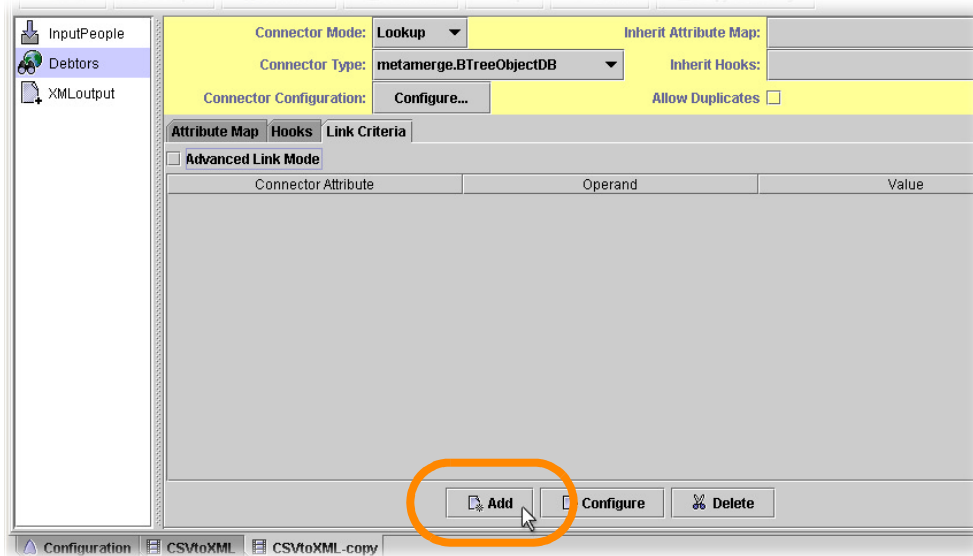 InputPeople
Debtors
XMLoutput
Connector Mode: Lookup Inherit Attribute Map:
Connector Type: metamerge.BTreeObjectDB Inherit Hooks:
Connector Configuration: Configure... Allow Duplicates
Attribute Map Hooks Link Criteria
Advanced Link Mode
Connector Attribute Operand Value
Add Configure Delete
Configuration CSVtoXML CSVtoXML-copy